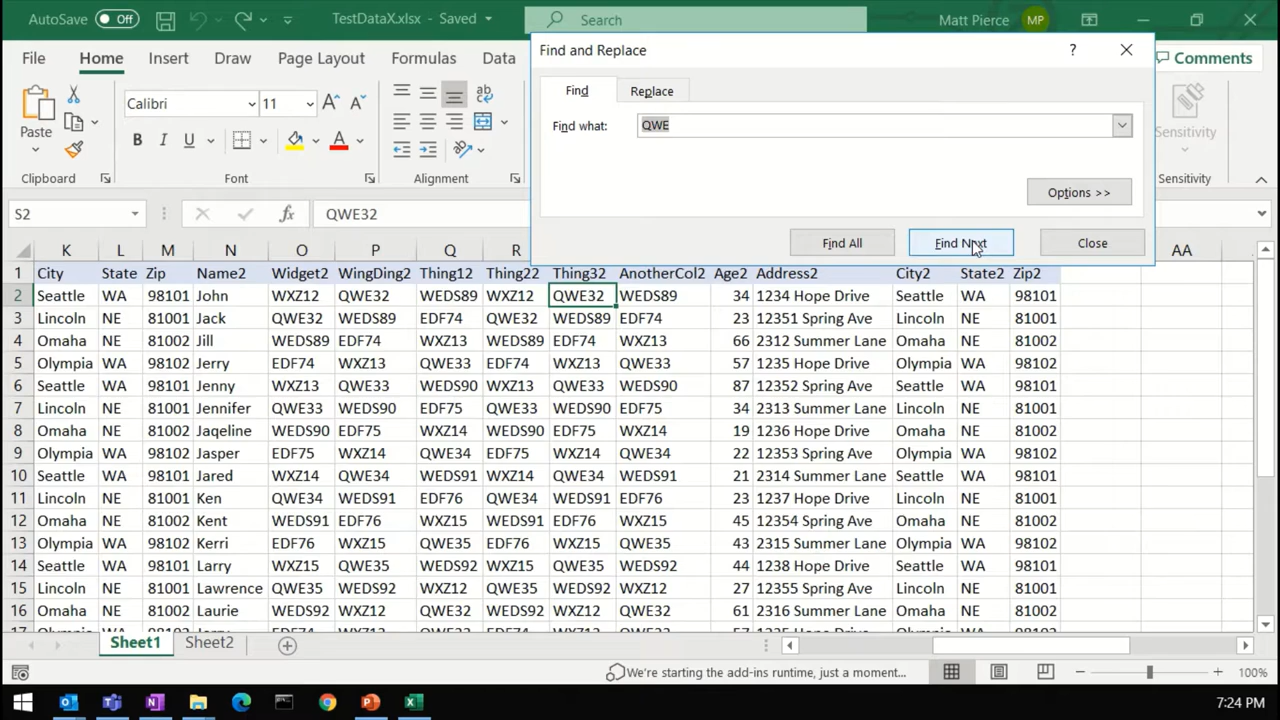 AutoSave Off TestDataX.xlsx - Saved Search Matt Pierce MP
File Home Insert Draw Page Layout Formulas Data Comments
Find and Replace ?
Find Replace
Find what: QWE
Options >>
Find All Find Next Close
Paste Calibri 11 Sensitivity
Clipboard Font Alignment Sensitivity
S2 QWE32
K L M N O P Q R AA
1 City State Zip Name2 Widget2 WingDing2 Thing12 Thing22 Thing32 AnotherCol2 Age2 Address2 City2 State2 Zip2
2 Seattle WA 98101 John WXZ12 QWE32 WEDS89 WXZ12 QWE32 WEDS89 34 1234 Hope Drive Seattle WA 98101
3 Lincoln NE 81001 Jack QWE32 WEDS89 EDF74 QWE32 WEDS89 EDF74 23 12351 Spring Ave Lincoln NE 81001
4 Omaha NE 81002 Jill WEDS89 EDF74 WXZ13 WEDS89 EDF74 WXZ13 66 2312 Summer Lane Omaha NE 81002
5 Olympia WA 98102 Jerry EDF74 WXZ13 QWE33 EDF74 WXZ13 QWE33 57 1235 Hope Drive Olympia WA 98102
6 Seattle WA 98101 Jenny WXZ13 QWE33 WEDS90 WXZ13 QWE33 WEDS90 87 12352 Spring Ave Seattle WA 98101
7 Lincoln NE 81001 Jennifer QWE33 WEDS90 EDF75 QWE33 WEDS90 EDF75 34 2313 Summer Lane Lincoln NE 81001
8 Omaha NE 81002 Jaqeline WEDS90 EDF75 WXZ14 WEDS90 EDF75 WXZ14 19 1236 Hope Drive Omaha NE 81002
9 Olympia WA 98102 Jasper EDF75 WXZ14 QWE34 EDF75 WXZ14 QWE34 22 12353 Spring Ave Olympia WA 98102
10 Seattle WA 98101 Jared WXZ14 QWE34 WEDS91 WXZ14 QWE34 WEDS91 21 2314 Summer Lane Seattle WA 98101
11 Lincoln NE 81001 Ken QWE34 WEDS91 EDF76 QWE34 WEDS91 EDF76 23 1237 Hope Drive Lincoln NE 81001
12 Omaha NE 81002 Kent WEDS91 EDF76 WXZ15 WEDS91 EDF76 WXZ15 45 12354 Spring Ave Omaha NE 81002
13 Olympia WA 98102 Kerri EDF76 WXZ15 QWE35 EDF76 WXZ15 QWE35 43 2315 Summer Lane Olympia WA 98102
14 Seattle WA 98101 Larry WXZ15 QWE35 WEDS92 WXZ15 QWE35 WEDS92 44 1238 Hope Drive Seattle WA 98101
15 Lincoln NE 81001 Lawrence QWE35 WEDS92 WXZ12 QWE35 WEDS92 WXZ12 27 12355 Spring Ave Lincoln NE 81001
16 Omaha NE 81002 Laurie WEDS92 WXZ12 QWE32 WEDS92 WXZ12 QWE32 61 2316 Summer Lane Omaha NE 81002
Sheet1 Sheet2
We're starting the add-ins runtime, just a moment... 100%
7:24 PM